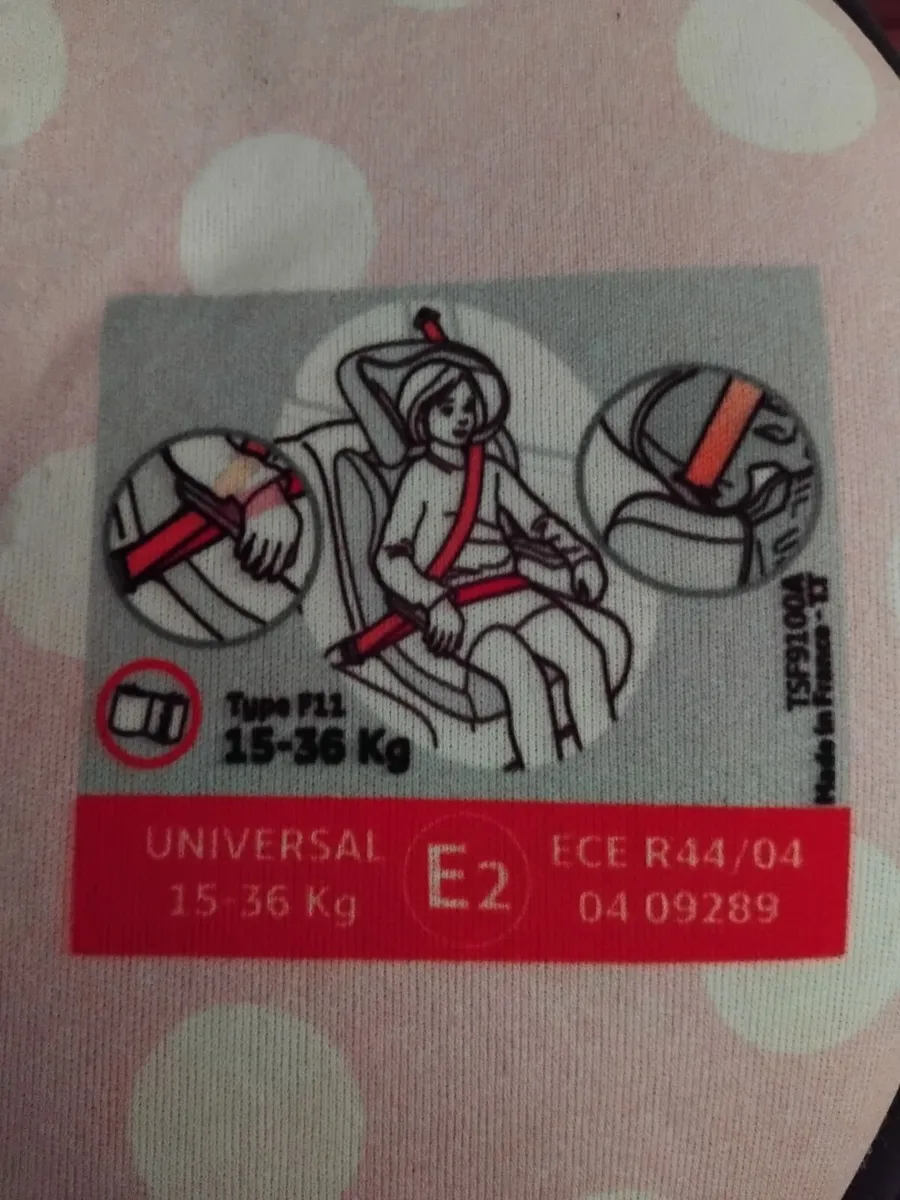 Type F11
15-36 Kg
TSF9100A
Made in France - 13
UNIVERSAL
15-36 Kg
E2
ECE R44/04
04 09289